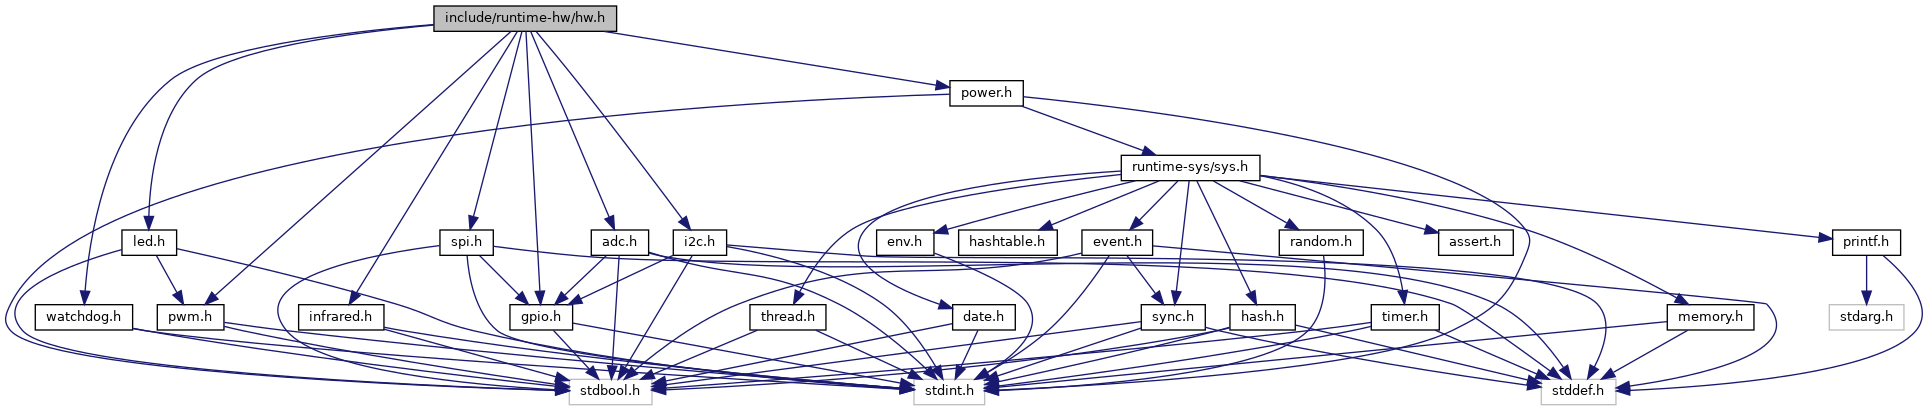 include/runtime-hw/hw.h
power.h
runtime-sys/sys.h
led.h
spi.h
adc.h
i2c.h
env.h
hashtable.h
event.h
random.h
assert.h
printf.h
watchdog.h
pwm.h
infrared.h
gpio.h
thread.h
date.h
sync.h
hash.h
timer.h
memory.h
stdarg.h
stdbool.h
stdint.h
stddef.h